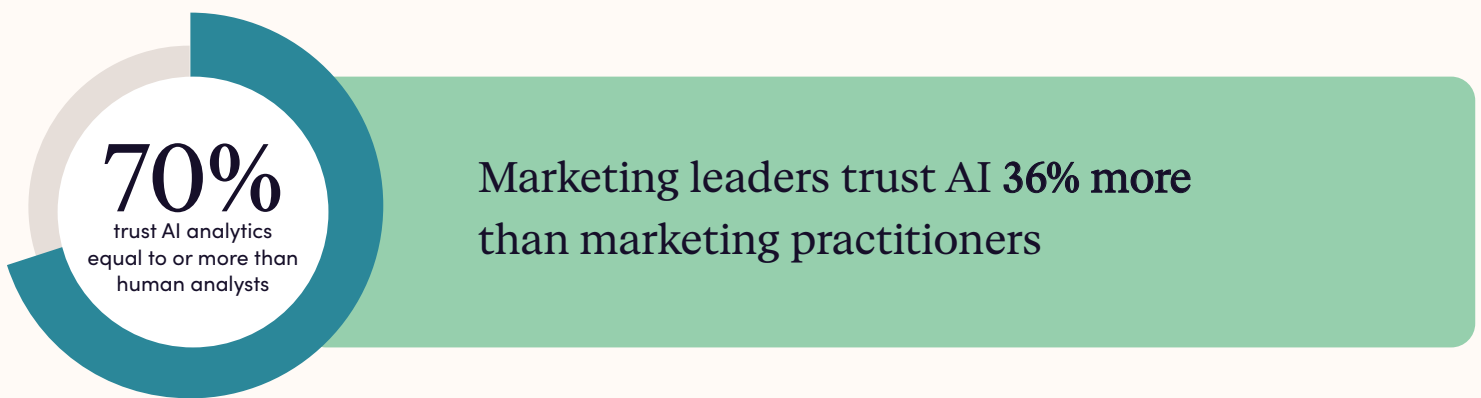 70%
trust AI analytics
equal to or more than
human analysts
Marketing leaders trust AI 36% more
than marketing practitioners